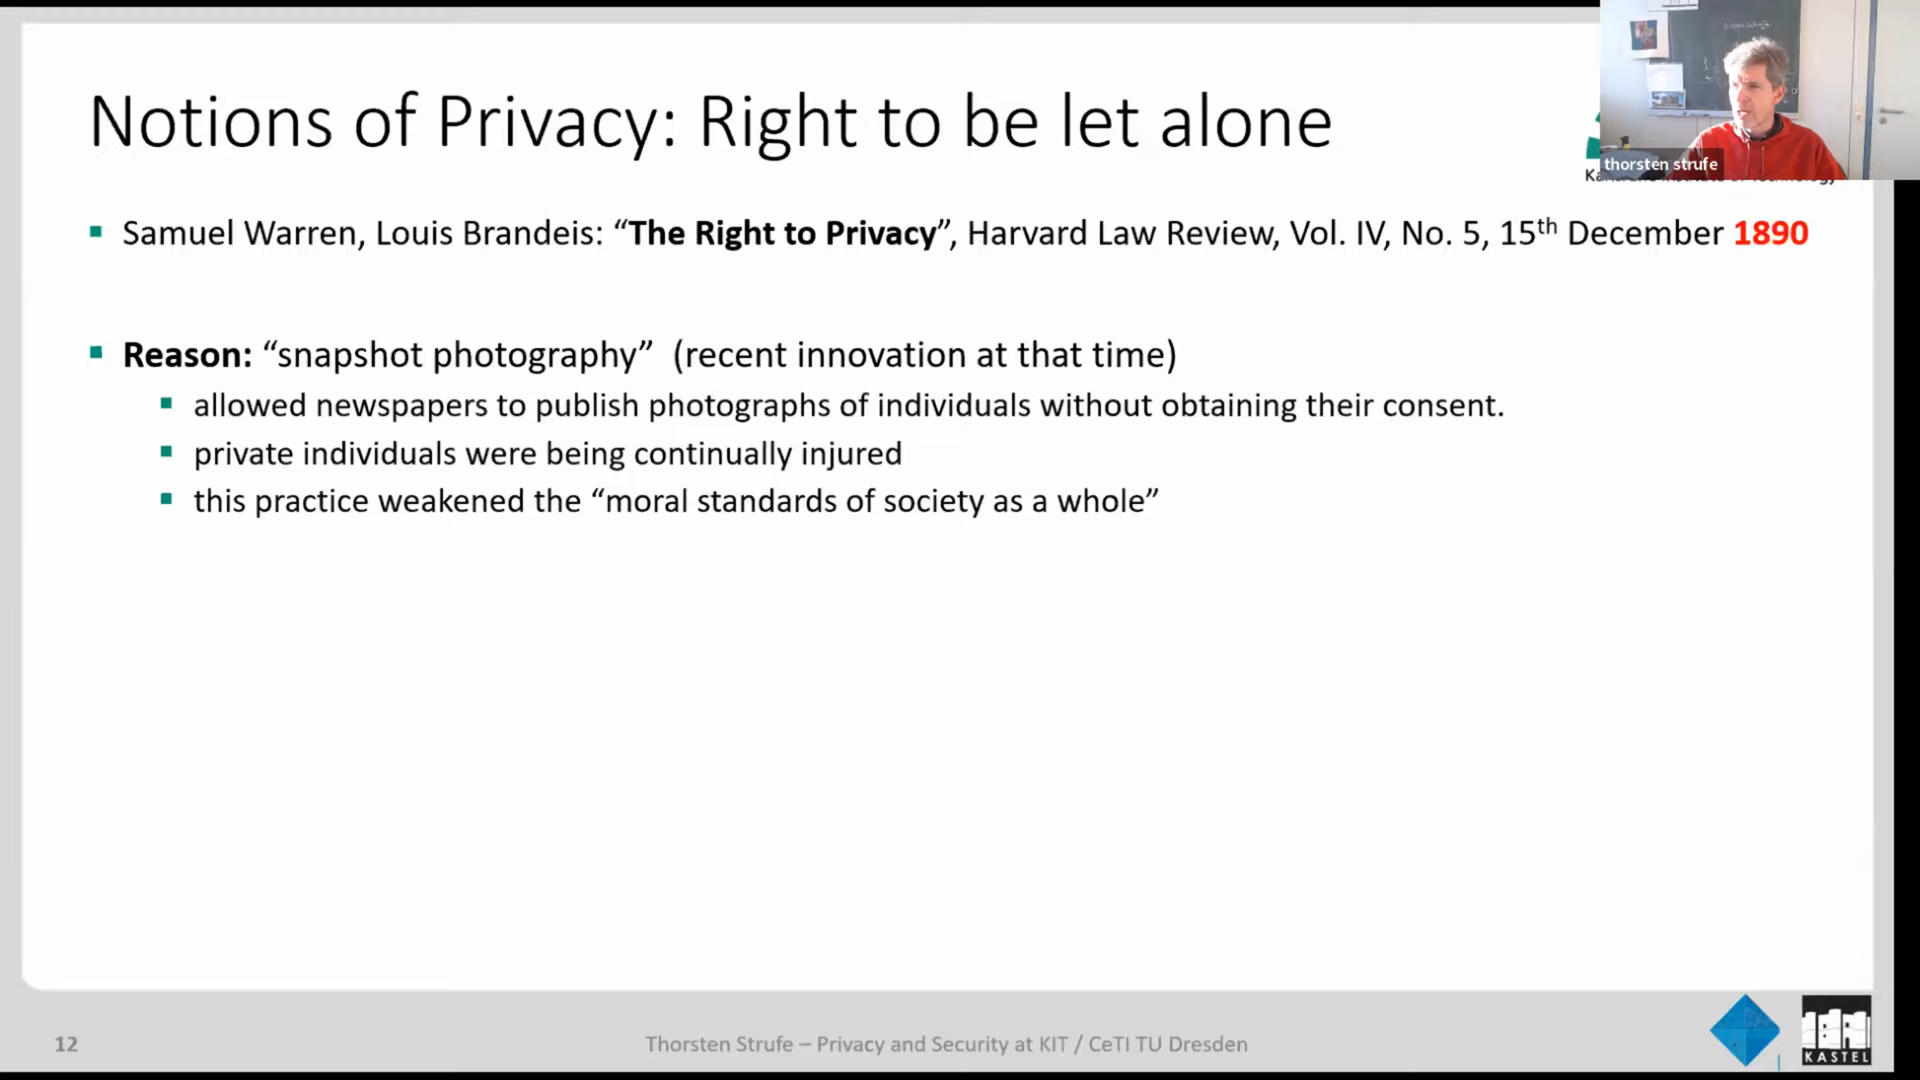 Notions of Privacy: Right to be let alone
thorsten strufe
Samuel Warren, Louis Brandeis: “The Right to Privacy”, Harvard Law Review, Vol. IV, No. 5, 15th December 1890
Reason: “snapshot photography” (recent innovation at that time)
allowed newspapers to publish photographs of individuals without obtaining their consent.
private individuals were being continually injured
this practice weakened the “moral standards of society as a whole”
12
Thorsten Strufe – Privacy and Security at KIT / CeTI TU Dresden
KASTEL